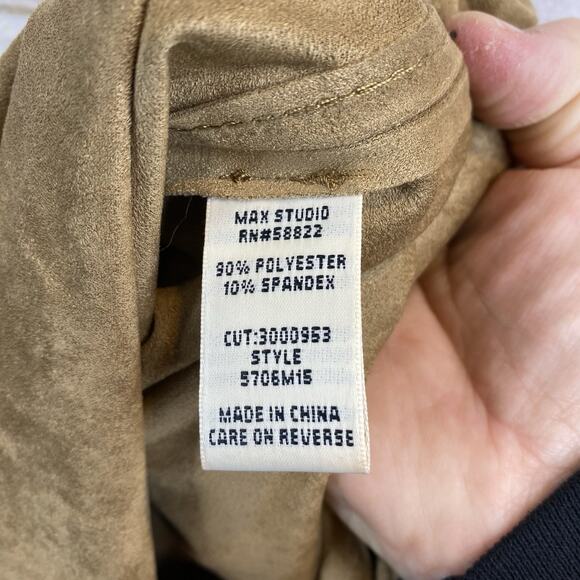 MAX STUDIO
RN#58822
90% POLYESTER
10% SPANDEX
CUT:3000953
STYLE
5706M15
MADE IN CHINA
CARE ON REVERSE